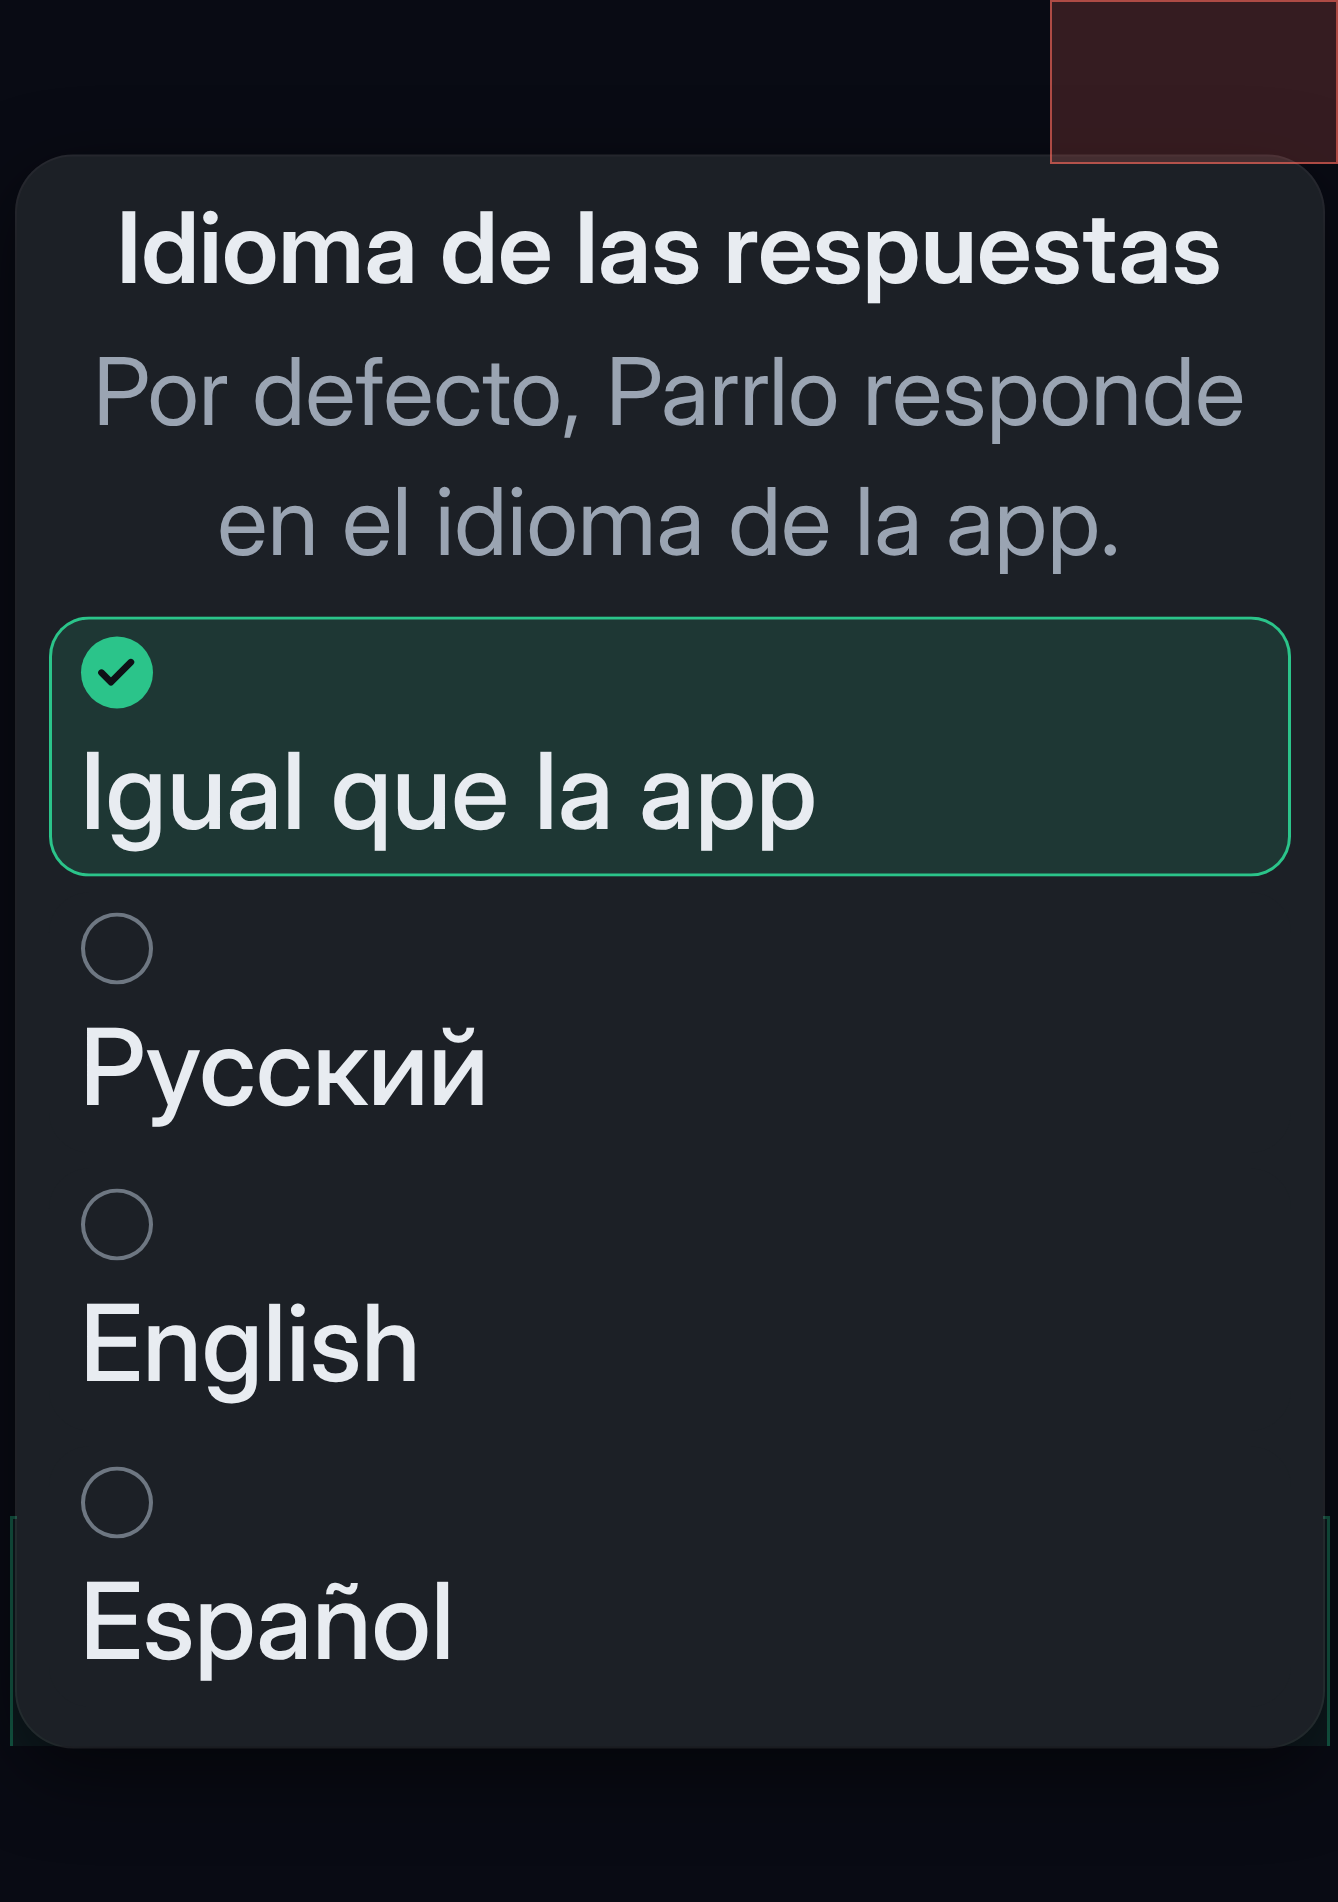 Idioma de las respuestas
Por defecto, Parrlo responde
en el idioma de la app.
Igual que la app
Русский
English
Español